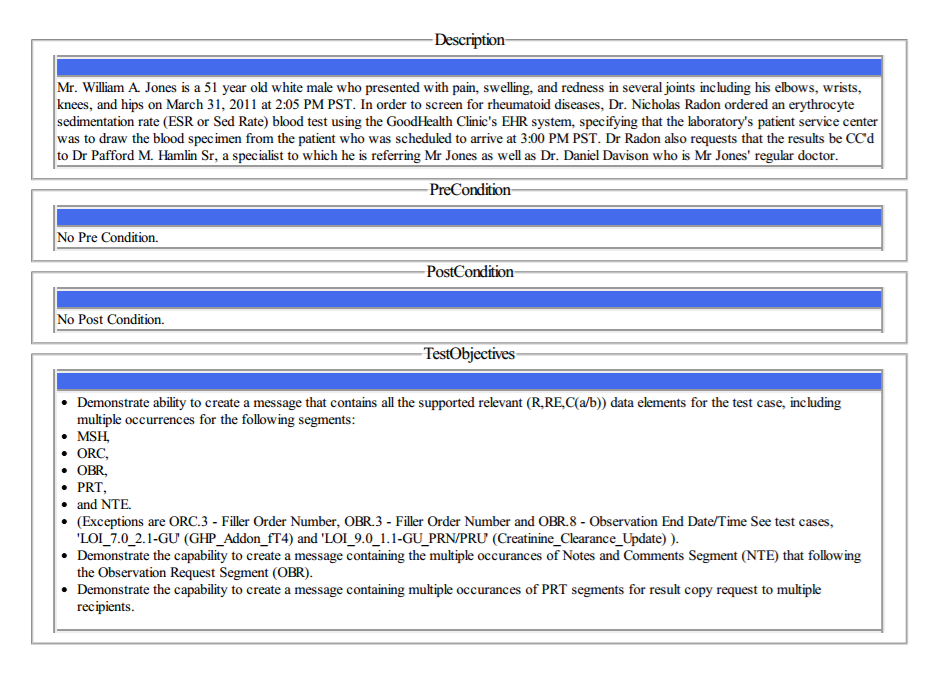 Description
Mr. William A. Jones is a 51 year old white male who presented with pain, swelling, and redness in several joints including his elbows, wrists,
knees, and hips on March 31, 2011 at 2:05 PM PST. In order to screen for rheumatoid diseases, Dr. Nicholas Radon ordered an erythrocyte
sedimentation rate (ESR or Sed Rate) blood test using the GoodHealth Clinic's EHR system, specifying that the laboratory's patient service center
was to draw the blood specimen from the patient who was scheduled to arrive at 3:00 PM PST. Dr Radon also requests that the results be CC'd
to Dr Pafford M. Hamlin Sr, a specialist to which he is referring Mr Jones as well as Dr. Daniel Davison who is Mr Jones' regular doctor.
PreCondition
No Pre Condition.
PostCondition
No Post Condition.
TestObjectives
• Demonstrate ability to create a message that contains all the supported relevant (R,RE,C(a/b)) data elements for the test case, including
multiple occurrences for the following segments:
• MSH,
• ORC,
• OBR,
• PRT,
• and NTE.
• (Exceptions are ORC.3 - Filler Order Number, OBR.3 - Filler Order Number and OBR.8 - Observation End Date/Time See test cases,
'LOI_7.0_2.1-GU' (GHP_Addon_fT4) and 'LOI_9.0_1.1-GU_PRN/PRU' (Creatinine_Clearance_Update) ).
• Demonstrate the capability to create a message containing the multiple occurances of Notes and Comments Segment (NTE) that following
the Observation Request Segment (OBR).
• Demonstrate the capability to create a message containing multiple occurances of PRT segments for result copy request to multiple
recipients.